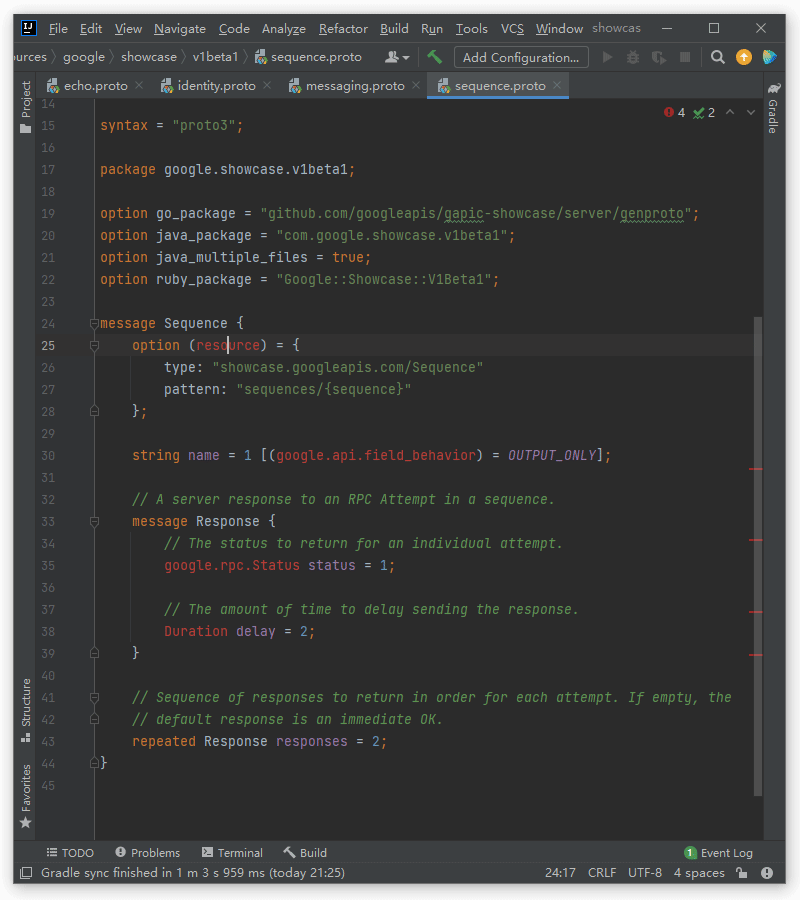 IJ File Edit View Navigate Code Analyze Refactor Build Run Tools VCS Window showcas
ources google showcase v1beta1 sequence.proto Add Configuration...
echo.proto identity.proto messaging.proto sequence.proto
Project
Gradle
4 2
14
15 syntax = "proto3";
16
17 package google.showcase.v1beta1;
18
19 option go_package = "github.com/googleapis/gapic-showcase/server/genproto";
20 option java_package = "com.google.showcase.v1beta1";
21 option java_multiple_files = true;
22 option ruby_package = "Google::Showcase::V1Beta1";
23
24 message Sequence {
25 option (resource) = {
26 type: "showcase.googleapis.com/Sequence"
27 pattern: "sequences/{sequence}"
28 };
29
30 string name = 1 [(google.api.field_behavior) = OUTPUT_ONLY];
31
32 // A server response to an RPC Attempt in a sequence.
33 message Response {
34 // The status to return for an individual attempt.
35 google.rpc.Status status = 1;
36
37 // The amount of time to delay sending the response.
38 Duration delay = 2;
39 }
40
41 // Sequence of responses to return in order for each attempt. If empty, the
42 // default response is an immediate OK.
43 repeated Response responses = 2;
44 }
45
Structure
Favorites
TODO Problems Terminal Build 1 Event Log
Gradle sync finished in 1 m 3 s 959 ms (today 21:25) 24:17 CRLF UTF-8 4 spaces